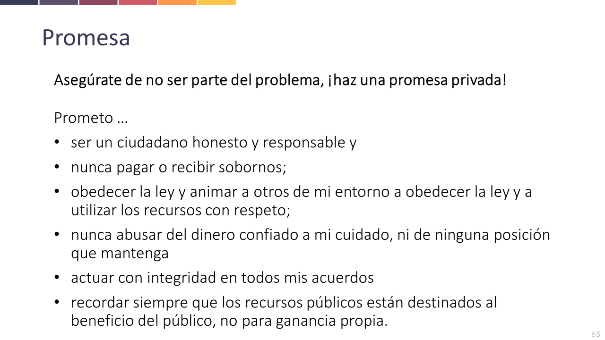 Promesa
Asegúrate de no ser parte del problema, ¡haz una promesa privada!
Prometo ...
• ser un ciudadano honesto y responsable y
• nunca pagar o recibir sobornos;
• obedecer la ley y animar a otros de mi entorno a obedecer la ley y a
utilizar los recursos con respeto;
• nunca abusar del dinero confiado a mi cuidado, ni de ninguna posición
que mantenga
• actuar con integridad en todos mis acuerdos
• recordar siempre que los recursos públicos están destinados al
beneficio del público, no para ganancia propia.
65